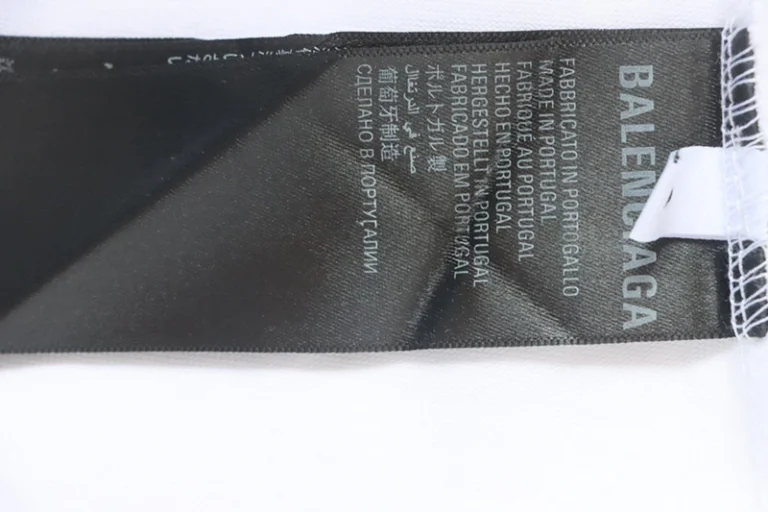 BALENCIAGA
FABBRICATO IN PORTOGALLO
MADE IN PORTUGAL
FABRIQUE AU PORTUGAL
HECHO EN PORTUGAL
HERGESTELLT IN PORTUGAL
FABRICADO EM PORTUGAL
ポルトガル製
صنع في البرتغال
葡萄牙制造
СДЕЛАНО В ПОРТУГАЛИИ